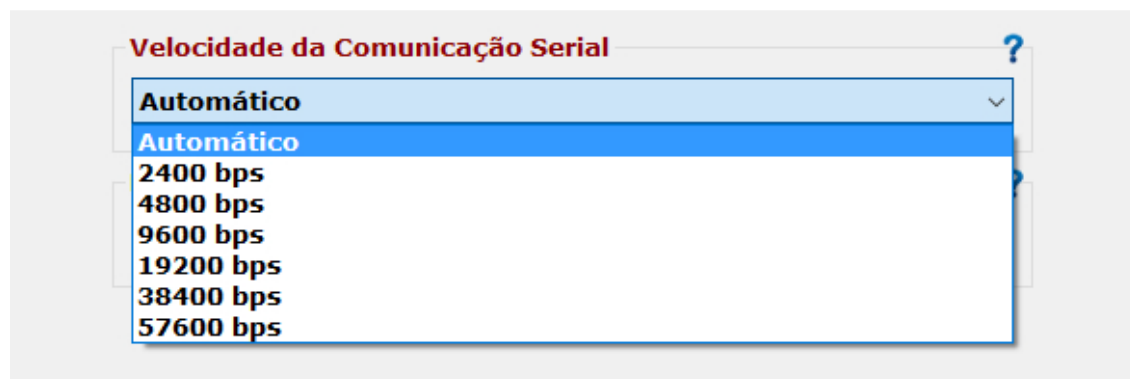 Velocidade da Comunicação Serial ?
Automático
Automático
2400 bps
4800 bps
9600 bps
19200 bps
38400 bps
57600 bps